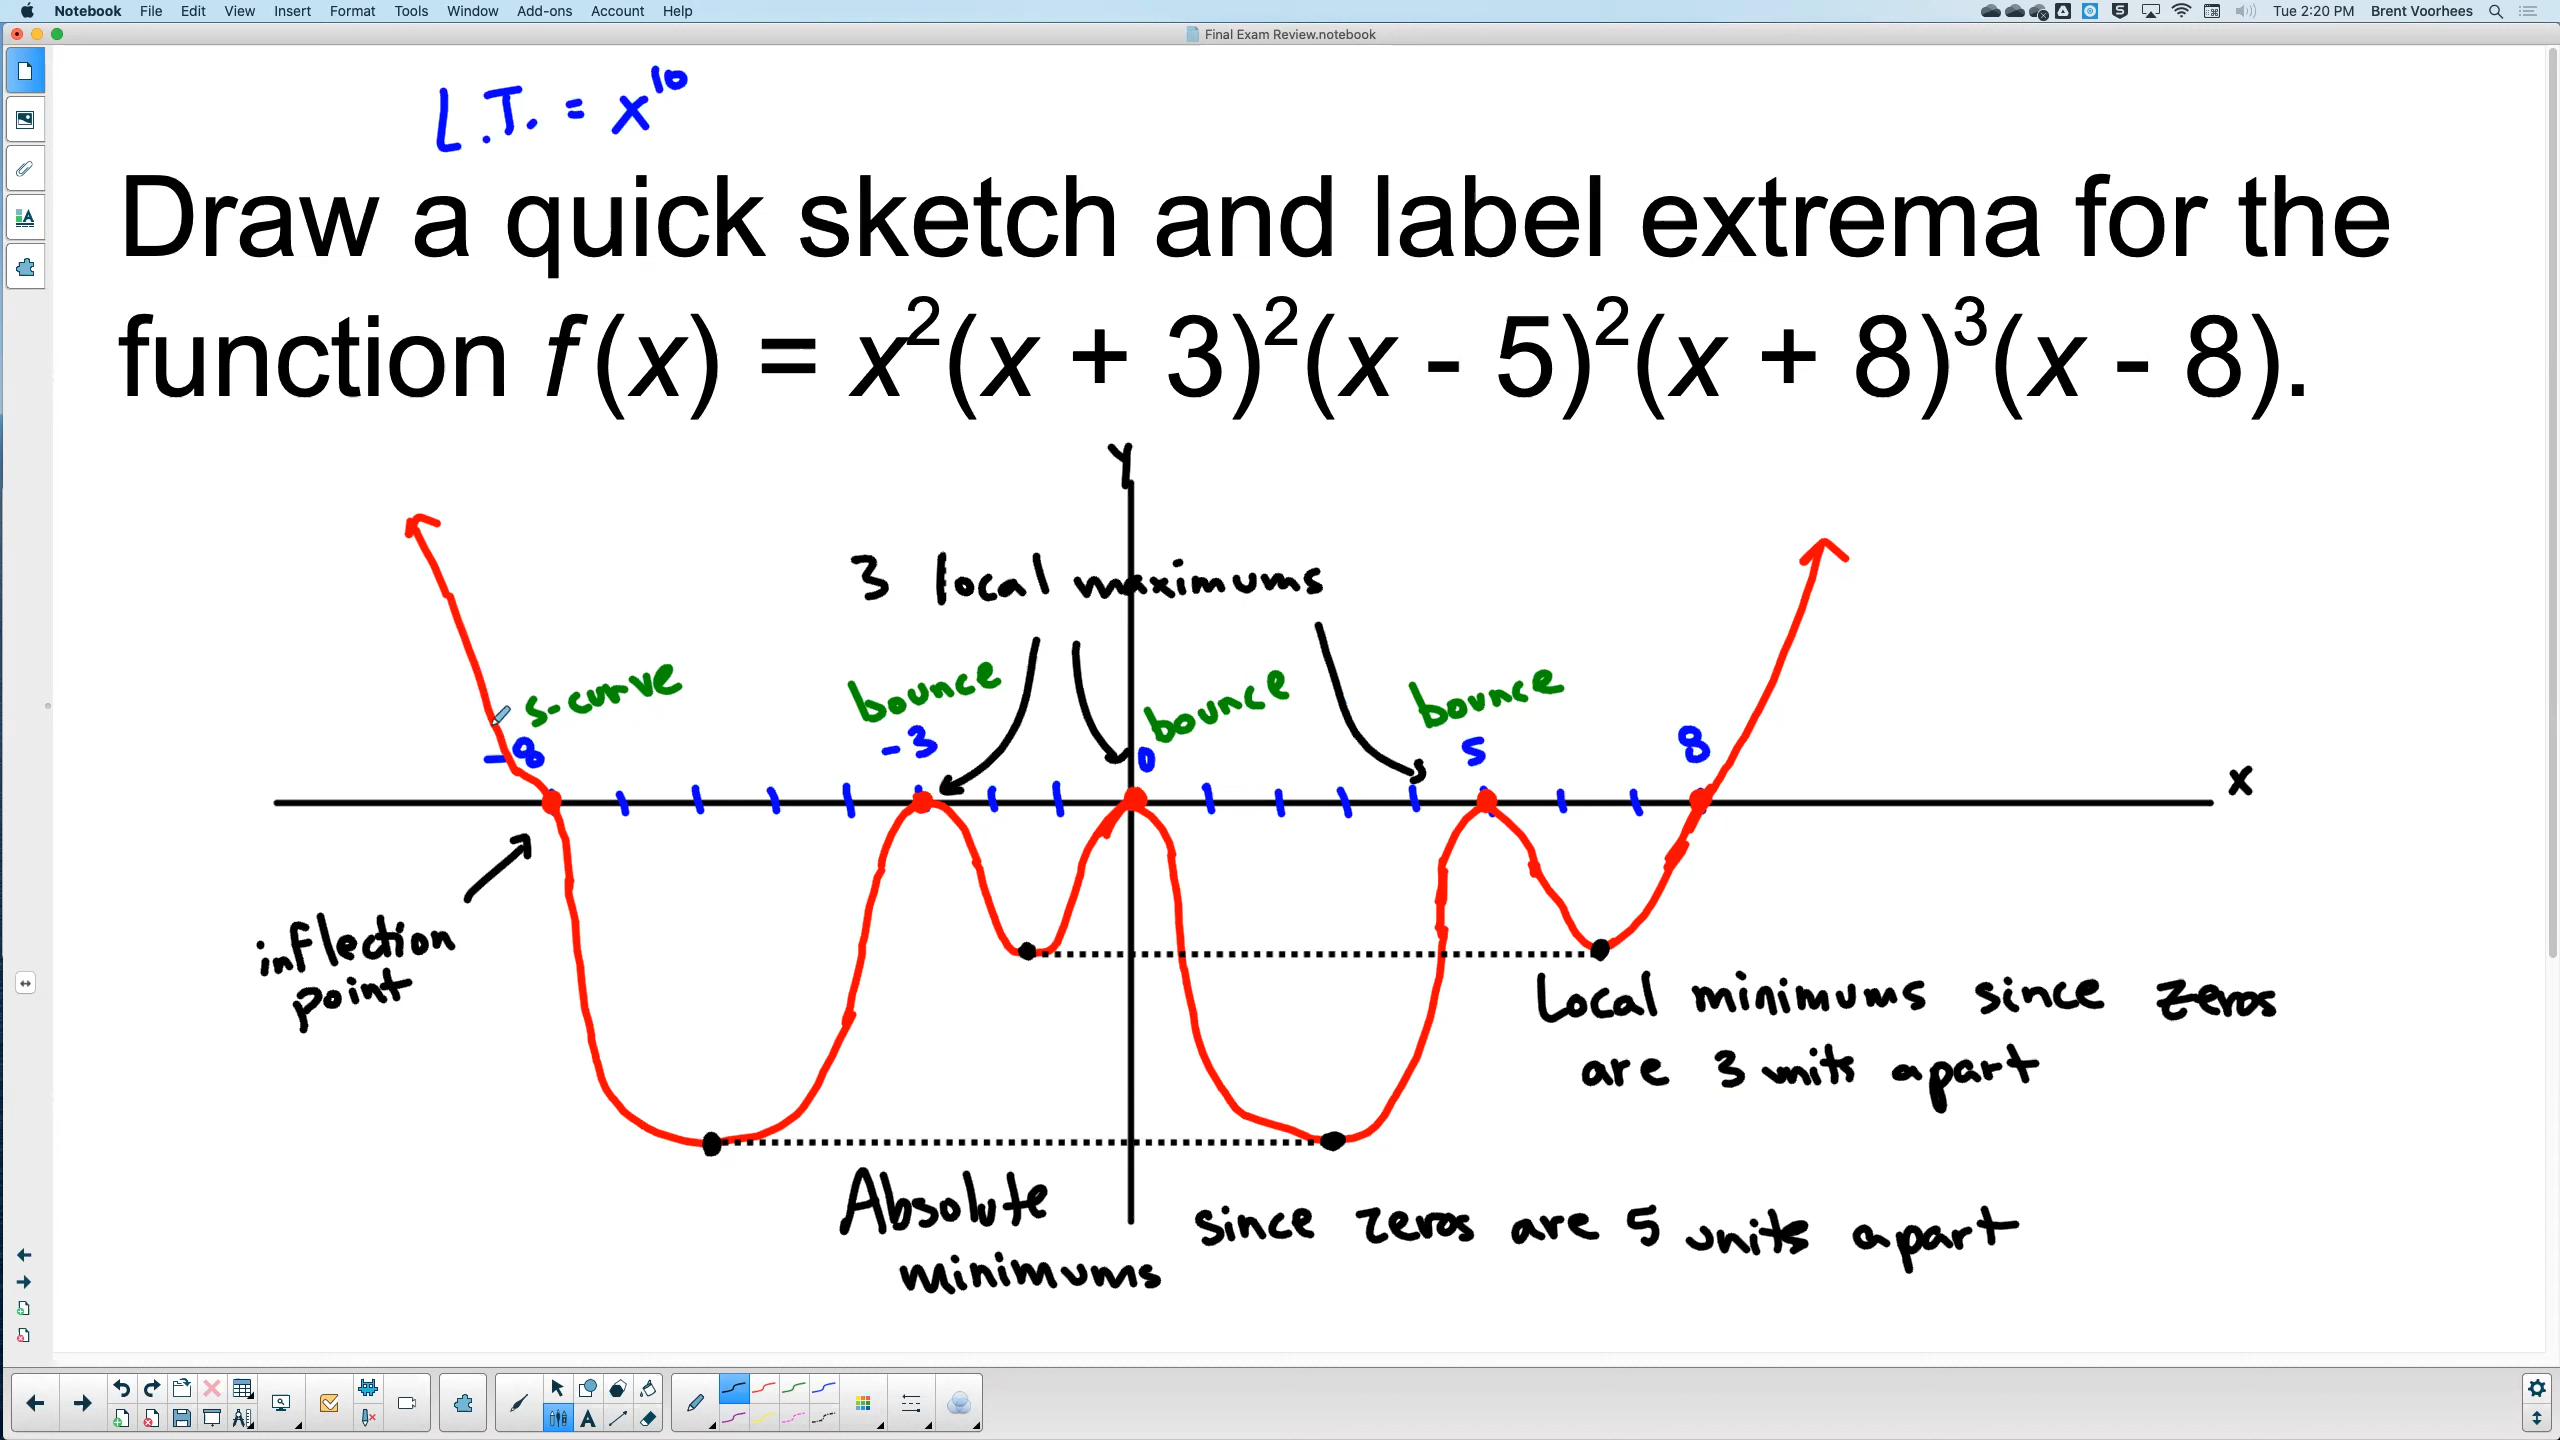 Notebook File Edit View Insert Format Tools Window Add-ons Account Help Tue 2:20 PM Brent Voorhees
Final Exam Review.notebook
L.T. = x¹⁰
Draw a quick sketch and label extrema for the
function f(x) = x²(x + 3)²(x - 5)²(x + 8)³(x - 8).
Y
3 local maximums
s-curve bounce bounce bounce
-8 -3 0 5 8
x
inflection
point
Local minimums since zeros
are 3 units apart
Absolute
minimums
since zeros are 5 units apart